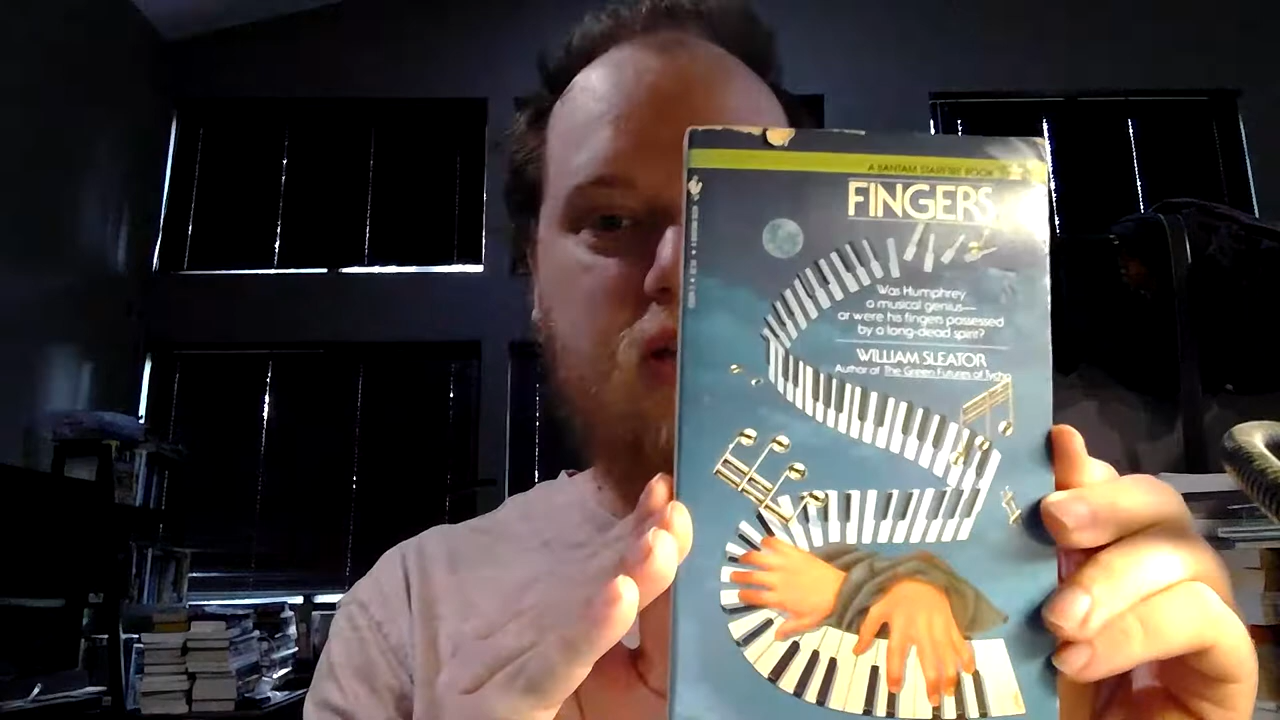 A BANTAM STARFIRE BOOK
FINGERS
Was Humphrey
a musical genius—
or were his fingers possessed
by a long-dead spirit?
WILLIAM SLEATOR
Author of The Green Futures of Tycho